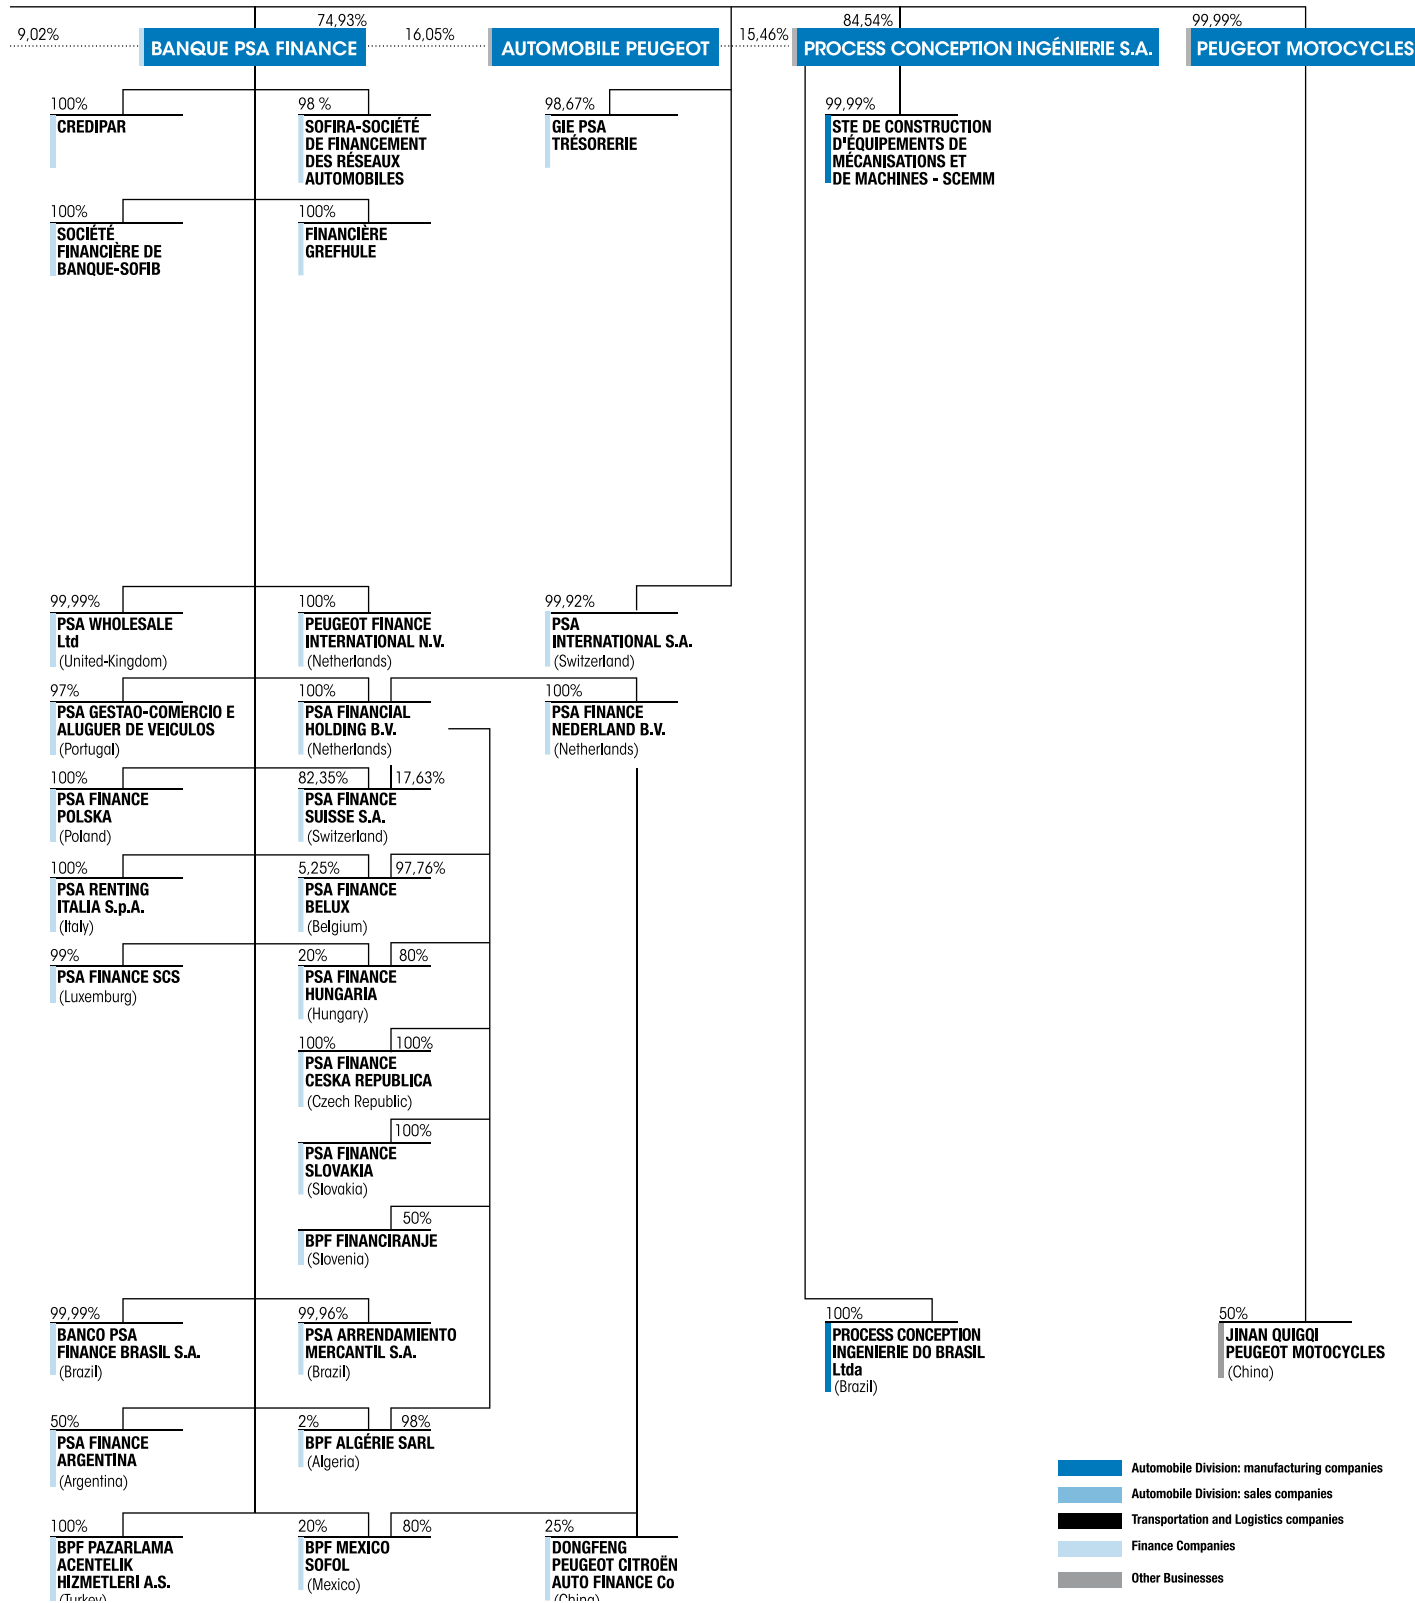 74,93%
84,54%
99,99%
9,02%
BANQUE PSA FINANCE
16,05%
AUTOMOBILE PEUGEOT
15,46%
PROCESS CONCEPTION INGÉNIERIE S.A.
PEUGEOT MOTOCYCLES
100%
CREDIPAR
98 %
SOFIRA-SOCIÉTÉ
DE FINANCEMENT
DES RÉSEAUX
AUTOMOBILES
98,67%
GIE PSA
TRÉSORERIE
99,99%
STE DE CONSTRUCTION
D'ÉQUIPEMENTS DE
MÉCANISATIONS ET
DE MACHINES - SCEMM
100%
SOCIÉTÉ
FINANCIÈRE DE
BANQUE-SOFIB
100%
FINANCIÈRE
GREFHULE
99,99%
PSA WHOLESALE
Ltd
(United-Kingdom)
100%
PEUGEOT FINANCE
INTERNATIONAL N.V.
(Netherlands)
99,92%
PSA
INTERNATIONAL S.A.
(Switzerland)
97%
PSA GESTAO-COMERCIO E
ALUGUER DE VEICULOS
(Portugal)
100%
PSA FINANCIAL
HOLDING B.V.
(Netherlands)
100%
PSA FINANCE
NEDERLAND B.V.
(Netherlands)
100%
PSA FINANCE
POLSKA
(Poland)
82,35% 17,63%
PSA FINANCE
SUISSE S.A.
(Switzerland)
100%
PSA RENTING
ITALIA S.p.A.
(Italy)
5,25% 97,76%
PSA FINANCE
BELUX
(Belgium)
99%
PSA FINANCE SCS
(Luxemburg)
20% 80%
PSA FINANCE
HUNGARIA
(Hungary)
100% 100%
PSA FINANCE
CESKA REPUBLICA
(Czech Republic)
100%
PSA FINANCE
SLOVAKIA
(Slovakia)
50%
BPF FINANCIRANJE
(Slovenia)
99,99%
BANCO PSA
FINANCE BRASIL S.A.
(Brazil)
99,96%
PSA ARRENDAMIENTO
MERCANTIL S.A.
(Brazil)
100%
PROCESS CONCEPTION
INGENIERIE DO BRASIL
Ltda
(Brazil)
50%
JINAN QUIGQI
PEUGEOT MOTOCYCLES
(China)
50%
PSA FINANCE
ARGENTINA
(Argentina)
2% 98%
BPF ALGÉRIE SARL
(Algeria)
100%
BPF PAZARLAMA
ACENTELIK
HIZMETLERI A.S.
(Turkey)
20% 80%
BPF MEXICO
SOFOL
(Mexico)
25%
DONGFENG
PEUGEOT CITROËN
AUTO FINANCE Co
(China)
Automobile Division: manufacturing companies
Automobile Division: sales companies
Transportation and Logistics companies
Finance Companies
Other Businesses